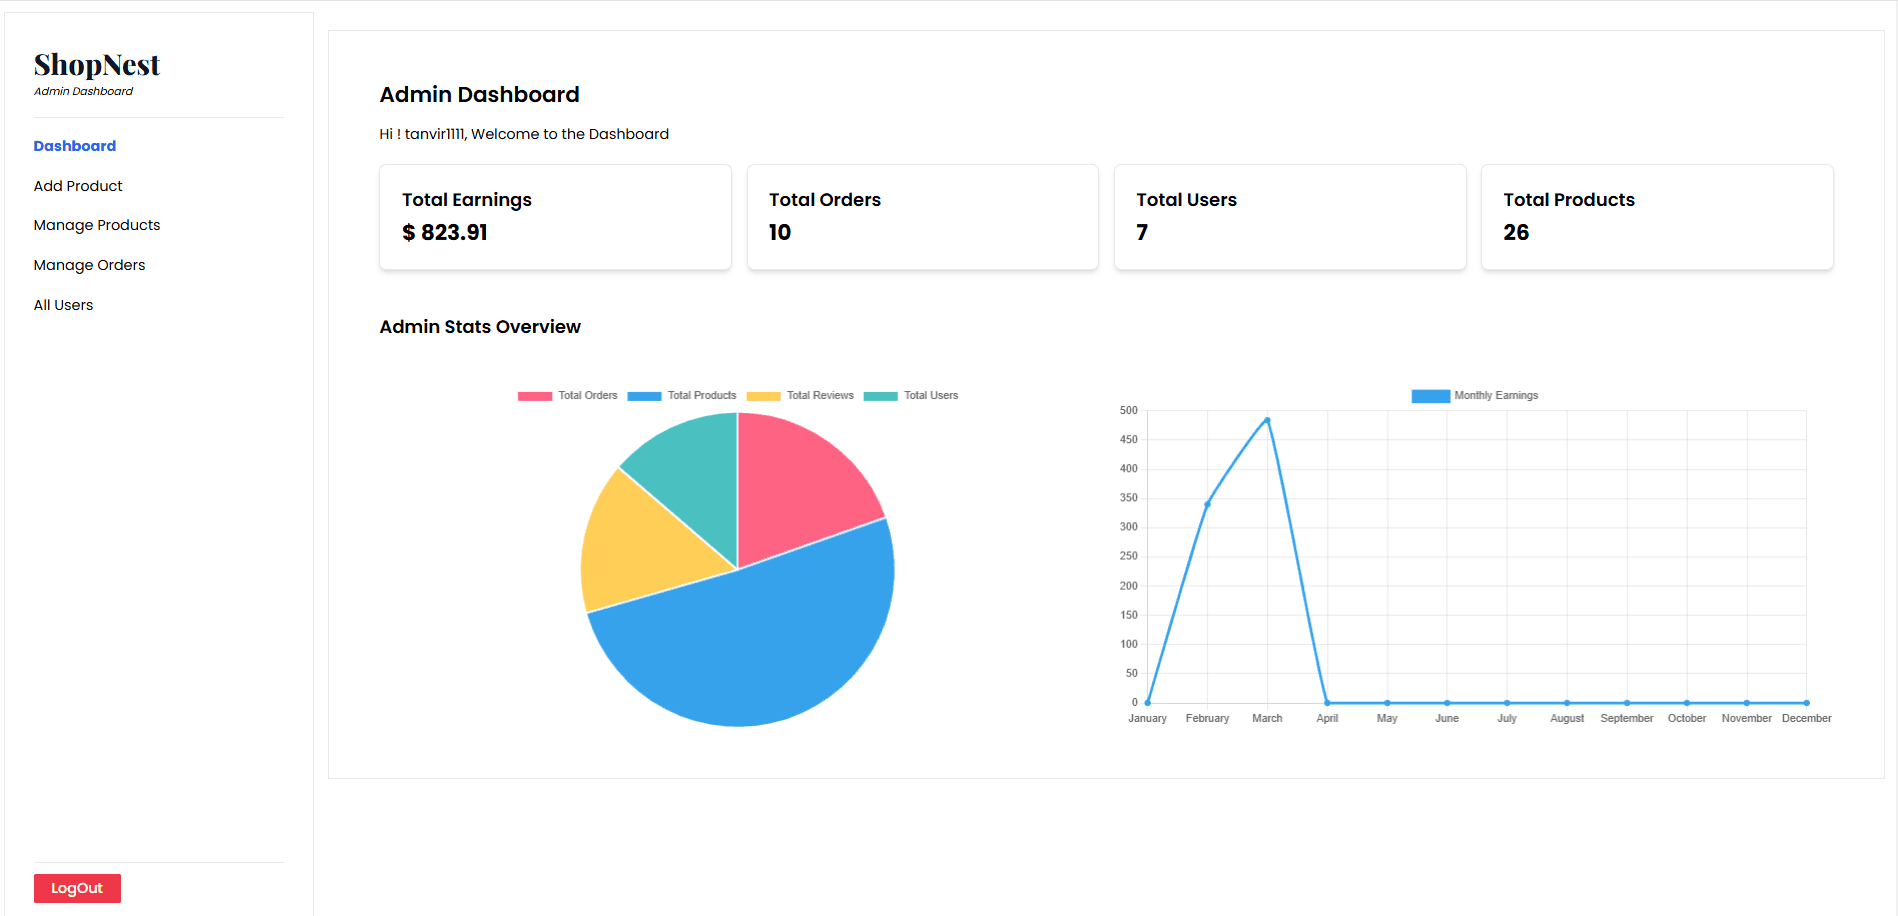 ShopNest
Admin Dashboard
Dashboard
Add Product
Manage Products
Manage Orders
All Users
LogOut
Admin Dashboard
Hi ! tanvir1111, Welcome to the Dashboard
Total Earnings
$ 823.91
Total Orders
10
Total Users
7
Total Products
26
Admin Stats Overview
Total Orders Total Products Total Reviews Total Users
Monthly Earnings
500
450
400
350
300
250
200
150
100
50
0
January February March April May June July August September October November December